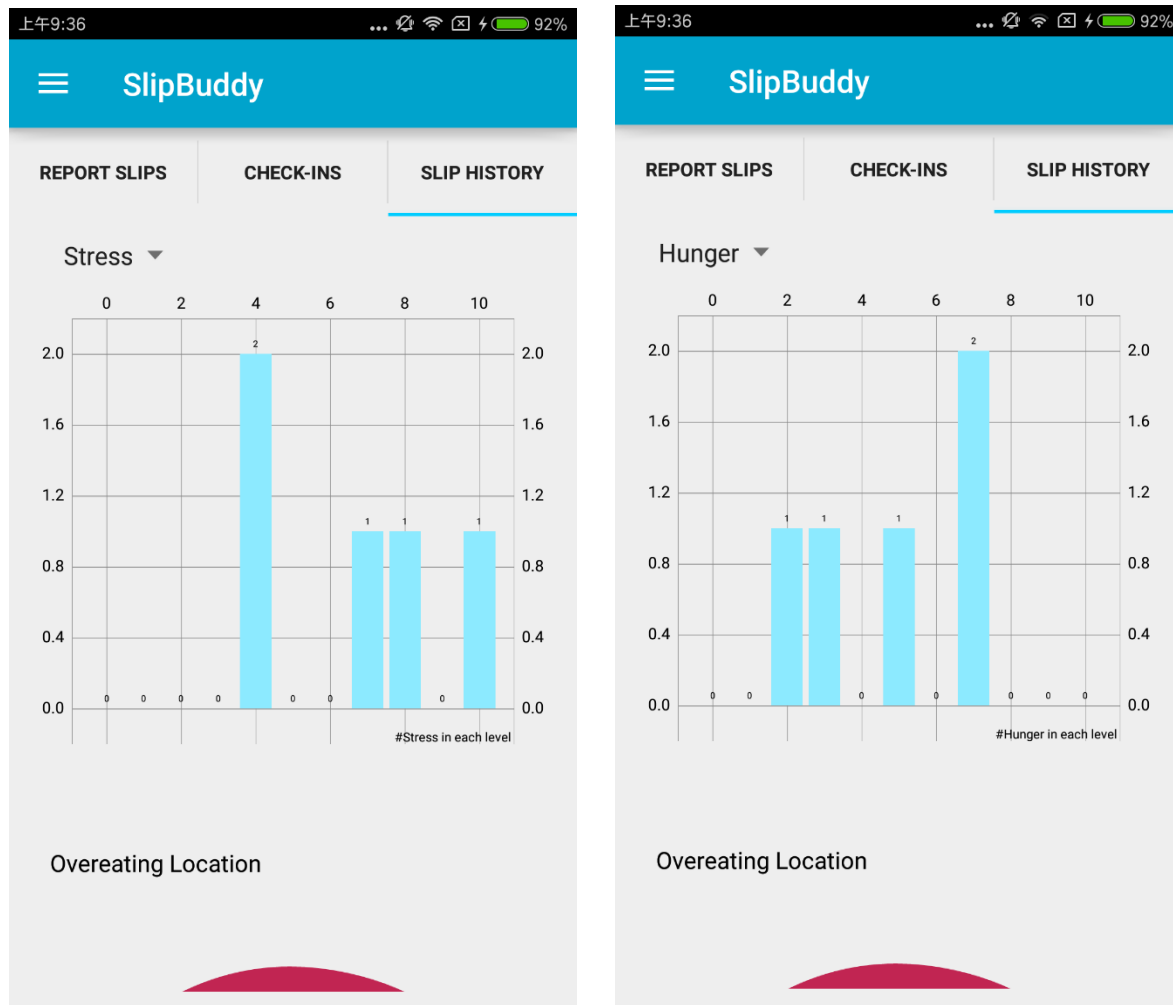 上午9:36 ... 92%
SlipBuddy
REPORT SLIPS CHECK-INS SLIP HISTORY
Stress
0 2 4 6 8 10
2
2.0 2.0
1.6 1.6
1.2 1.2
1 1 1
0.8 0.8
0.4 0.4
0 0 0 0 0 0 0
0.0 0.0
#Stress in each level
Overeating Location
上午9:36 ... 92%
SlipBuddy
REPORT SLIPS CHECK-INS SLIP HISTORY
Hunger
0 2 4 6 8 10
2
2.0 2.0
1.6 1.6
1.2 1.2
1 1 1
0.8 0.8
0.4 0.4
0 0 0 0 0 0 0
0.0 0.0
#Hunger in each level
Overeating Location